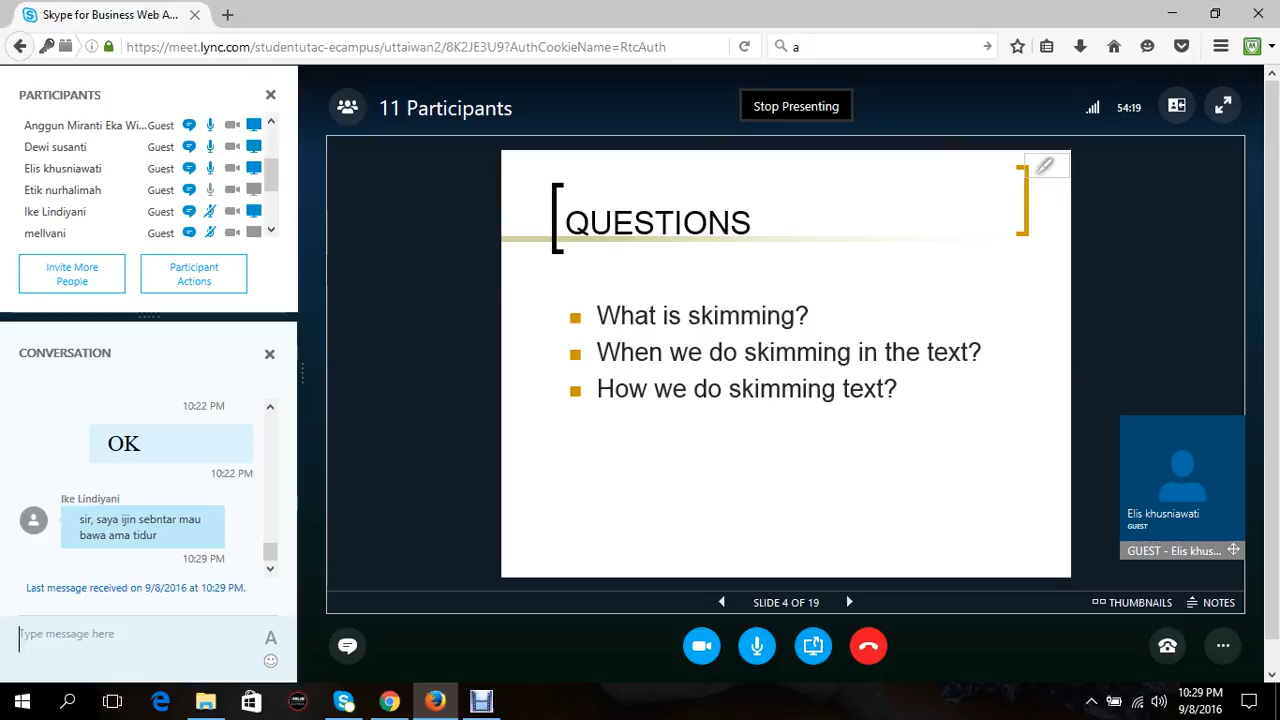 Skype for Business Web A...
https://meet.lync.com/studentutac-ecampus/uttaiwan2/8K2JE3U9?AuthCookieName=RtcAuth
a
PARTICIPANTS
Anggun Miranti Eka Wi... Guest
Dewi susanti Guest
Elis khusniawati Guest
Etik nurhalimah Guest
Ike Lindiyani Guest
mellvani Guest
Invite More
People
Participant
Actions
CONVERSATION
10:22 PM
OK
10:22 PM
Ike Lindiyani
sir, saya ijin sebntar mau
bawa ama tidur
10:29 PM
Last message received on 9/8/2016 at 10:29 PM.
Type message here
A
11 Participants
Stop Presenting
54:19
QUESTIONS
What is skimming?
When we do skimming in the text?
How we do skimming text?
Elis khusniawati
GUEST
GUEST - Elis khus...
SLIDE 4 OF 19
THUMBNAILS
NOTES
10:29 PM
9/8/2016